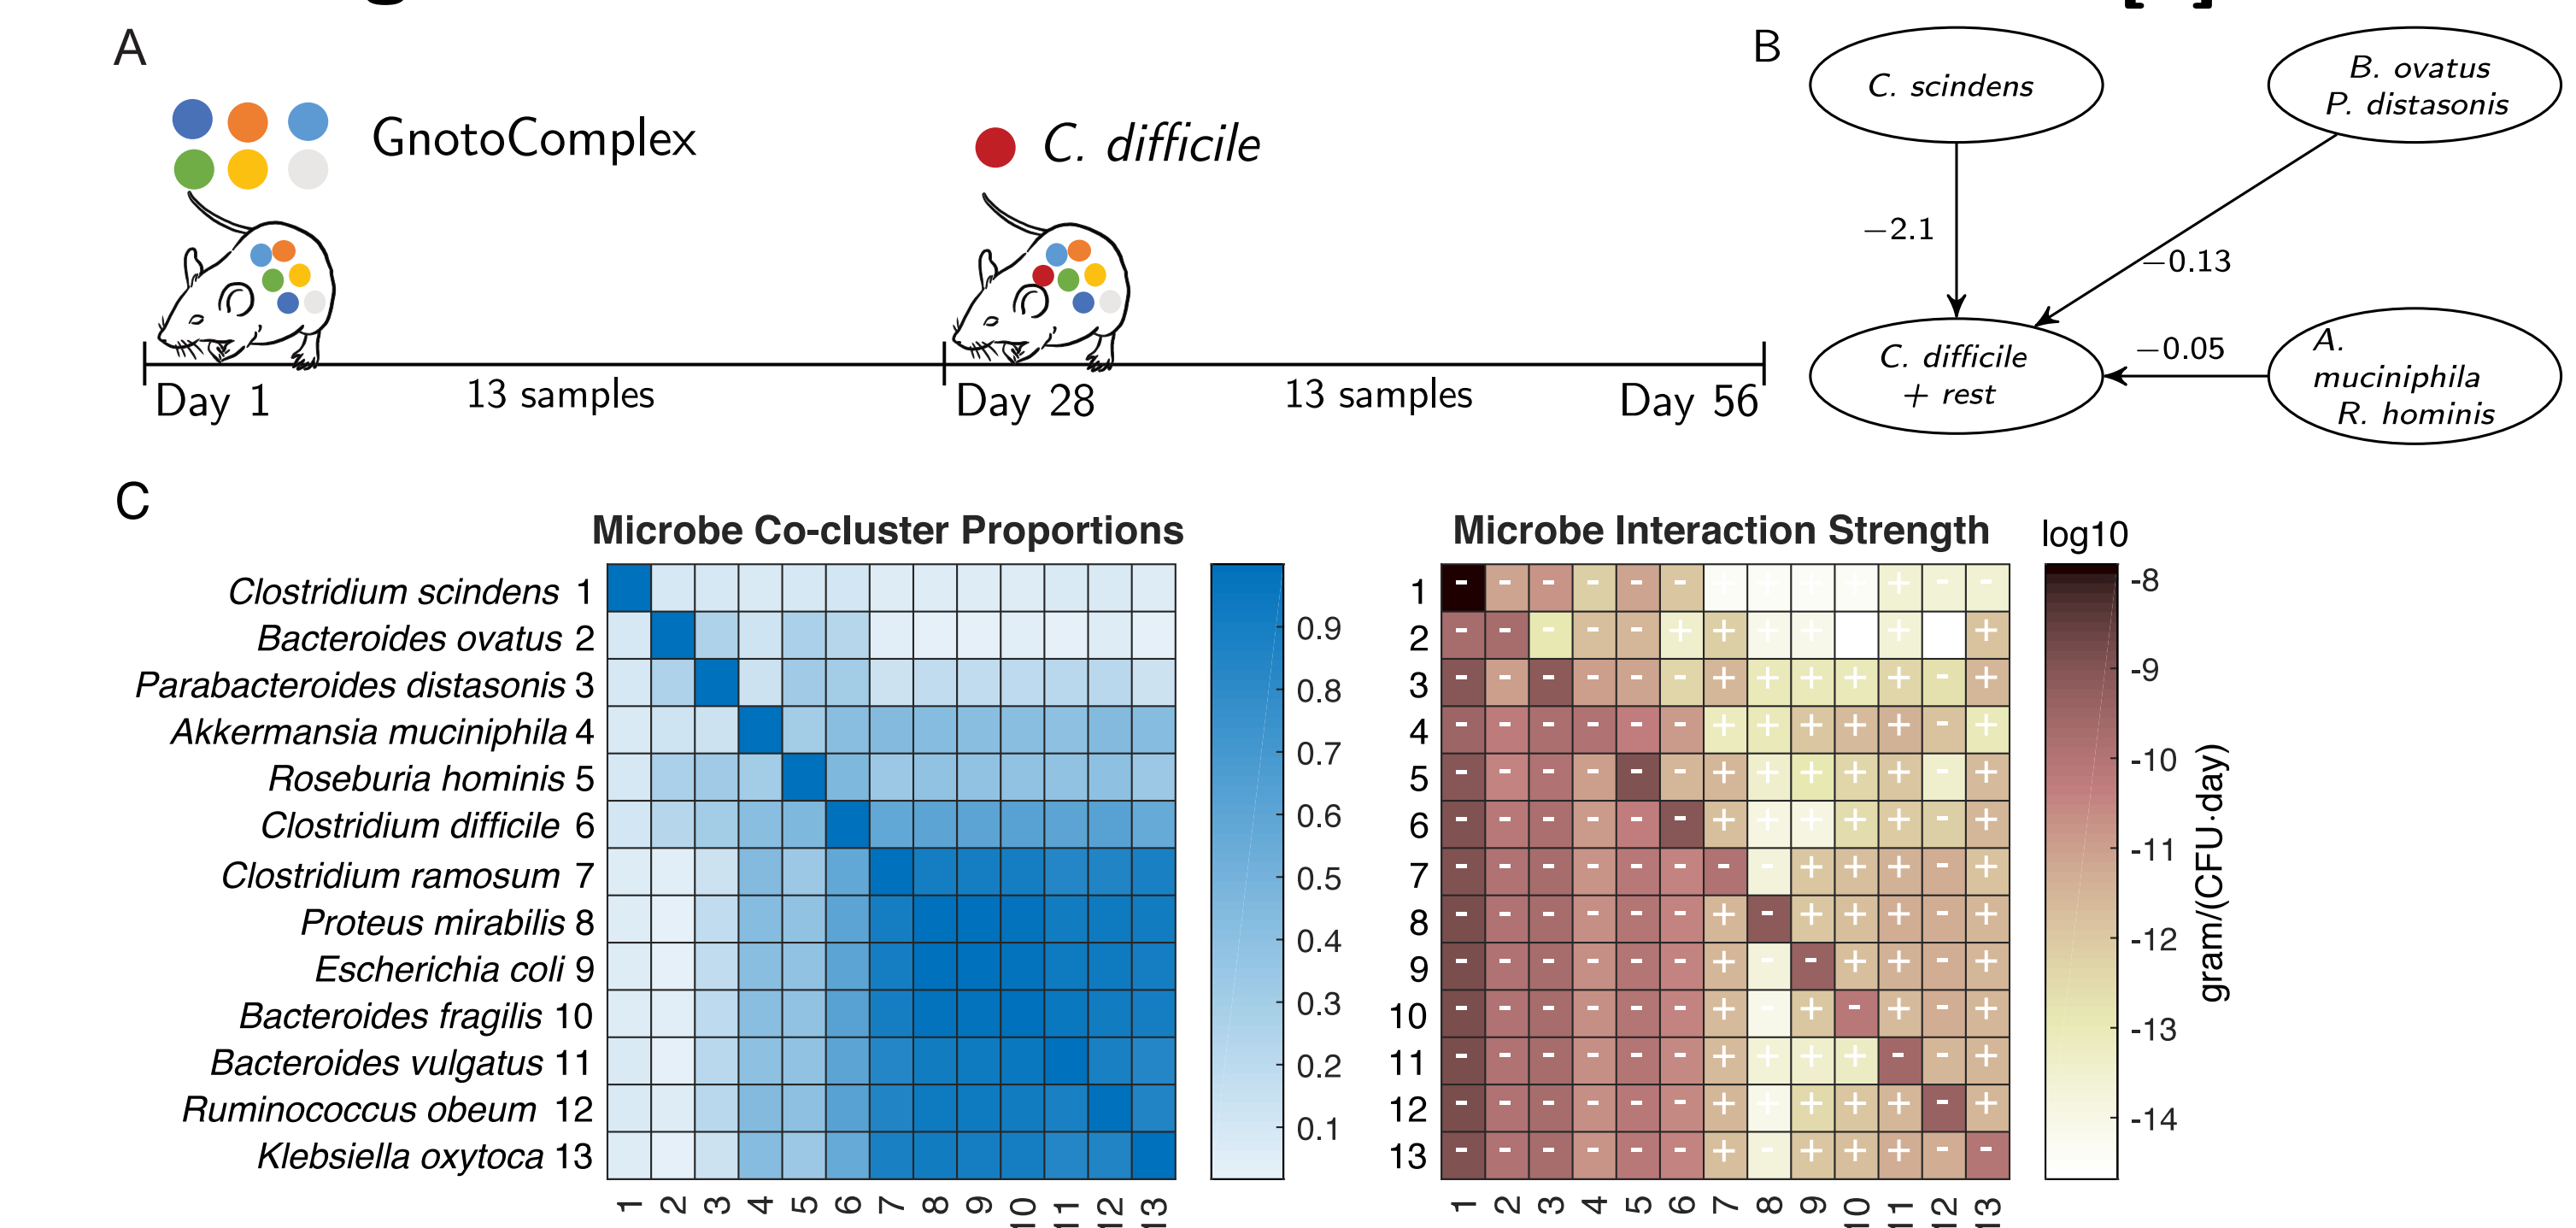 A
GnotoComplex
C. difficile
Day 1
13 samples
Day 28
13 samples
Day 56
B
C. scindens
B. ovatus
P. distasonis
−2.1
−0.13
−0.05
C. difficile
+ rest
A.
muciniphila
R. hominis
C
Microbe Co-cluster Proportions
Clostridium scindens 1
Bacteroides ovatus 2
Parabacteroides distasonis 3
Akkermansia muciniphila 4
Roseburia hominis 5
Clostridium difficile 6
Clostridium ramosum 7
Proteus mirabilis 8
Escherichia coli 9
Bacteroides fragilis 10
Bacteroides vulgatus 11
Ruminococcus obeum 12
Klebsiella oxytoca 13
1 2 3 4 5 6 7 8 9 10 11 12 13
0.9
0.8
0.7
0.6
0.5
0.4
0.3
0.2
0.1
Microbe Interaction Strength
1
2
3
4
5
6
7
8
9
10
11
12
13
1 2 3 4 5 6 7 8 9 10 11 12 13
log10
-8
-9
-10
-11
-12
-13
-14
gram/(CFU·day)